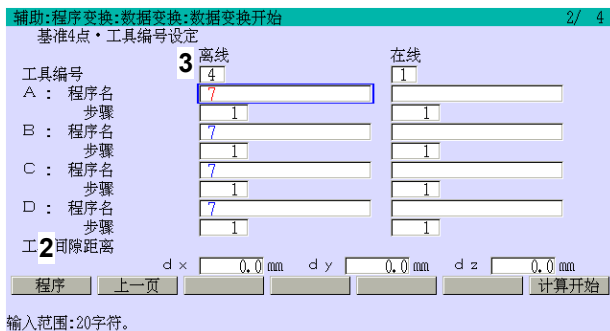 辅助:程序变换:数据变换:数据变换开始 2/ 4
基准4点・工具编号设定
3 离线 在线
工具编号 4 1
A : 程序名 7
步骤 1 1
B : 程序名 7
步骤 1 1
C : 程序名 7
步骤 1 1
D : 程序名 7
步骤 1 1
工 2 间隙距离
dx 0.0 mm dy 0.0 mm dz 0.0 mm
程序 上一页 计算开始
输入范围:20字符。